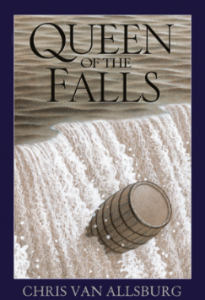 QUEEN
OF THE
FALLS
CHRIS VAN ALLSBURG